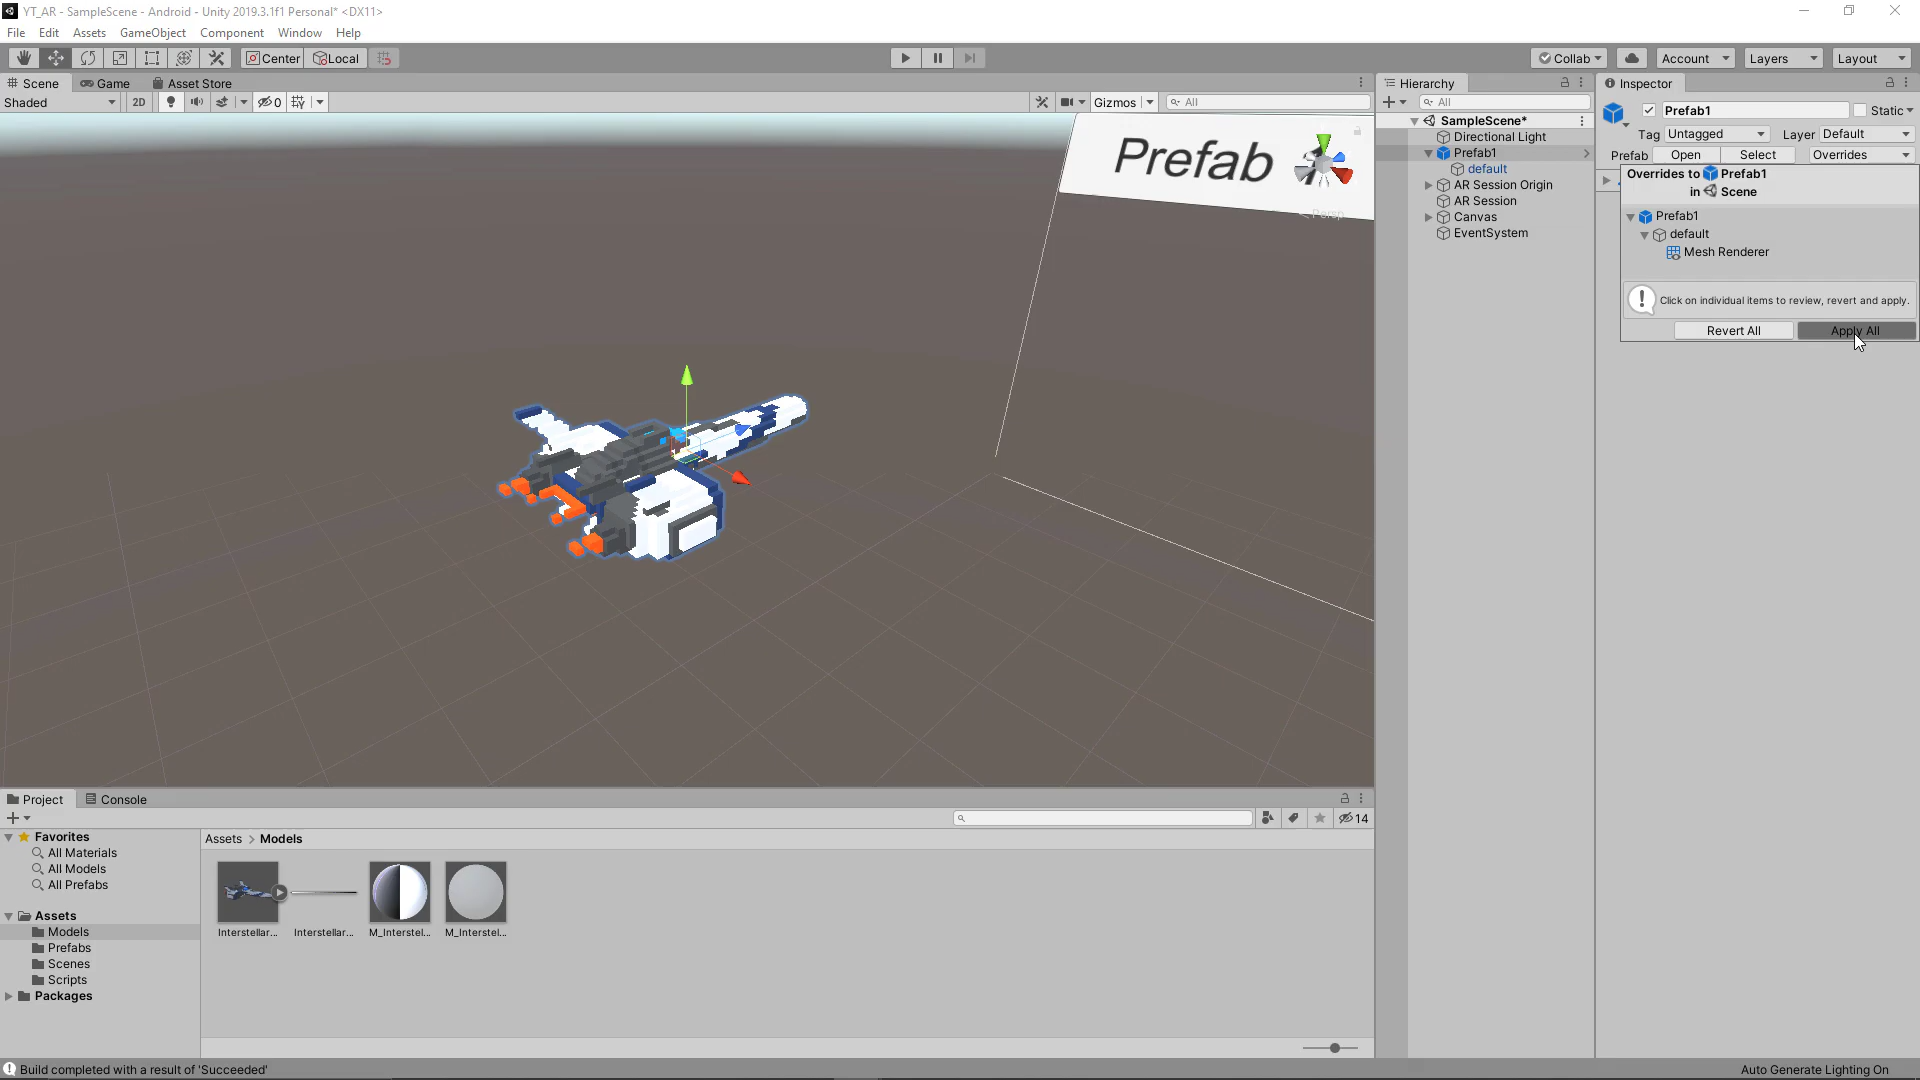 YT_AR - SampleScene - Android - Unity 2019.3.1f1 Personal* <DX11>
File Edit Assets GameObject Component Window Help
Center Local Collab Account Layers Layout
Scene Game Asset Store
Shaded 2D 0 Gizmos All
Prefab
Persp
Hierarchy
All
SampleScene*
Directional Light
Prefab1
default
AR Session Origin
AR Session
Canvas
EventSystem
Inspector
Prefab1 Static
Tag Untagged Layer Default
Prefab Open Select Overrides
Overrides to Prefab1
in Scene
Prefab1
default
Mesh Renderer
Click on individual items to review, revert and apply.
Revert All Apply All
Project Console
14
Favorites
All Materials
All Models
All Prefabs
Assets
Models
Prefabs
Scenes
Scripts
Packages
Assets > Models
Interstellar... Interstellar... M_Interstel... M_Interstel...
Build completed with a result of 'Succeeded'
Auto Generate Lighting On